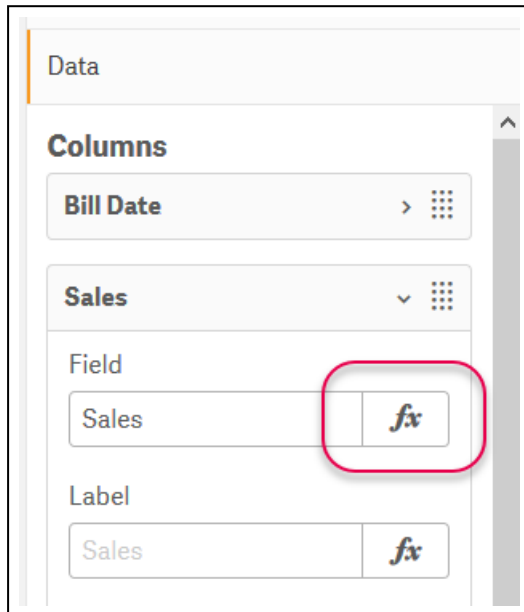 Data
Columns
Bill Date
Sales
Field
Sales fx
Label
Sales fx